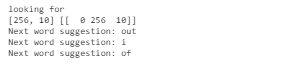 looking for
[256, 10] [[  0 256  10]]
Next word suggestion: out
Next word suggestion: i
Next word suggestion: of